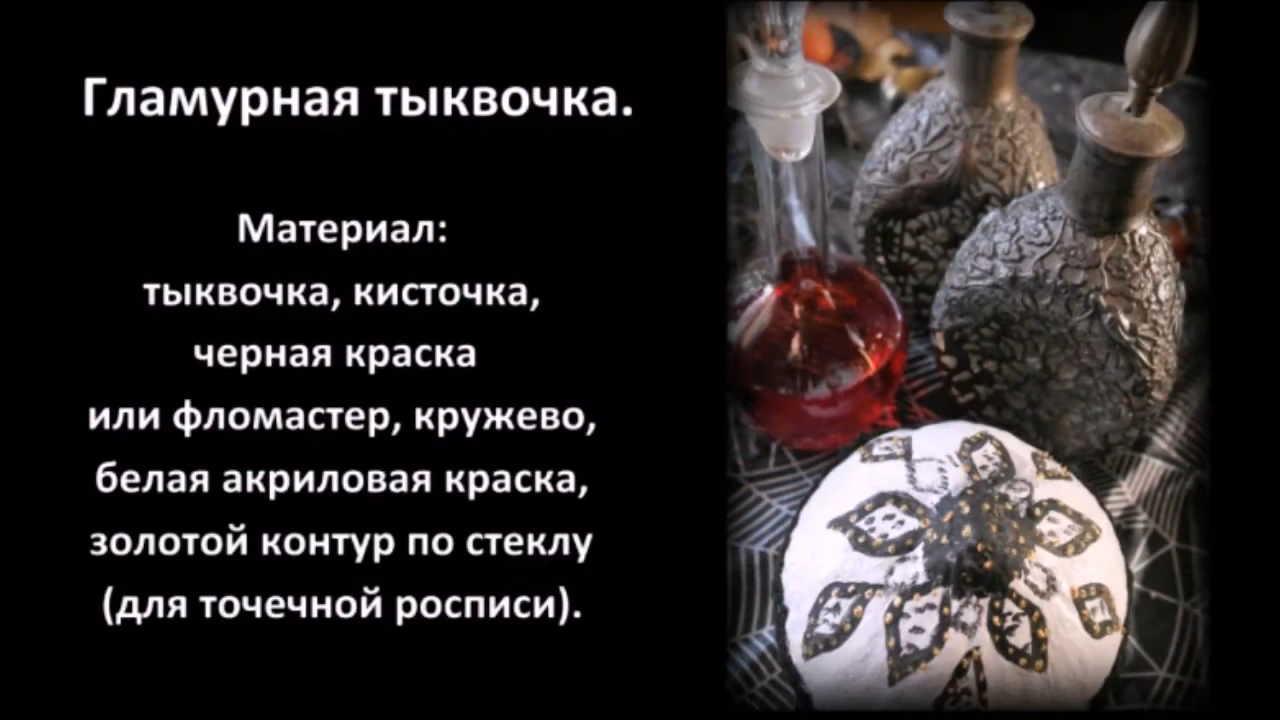 Гламурная тыквочка.
Материал:
тыквочка, кисточка,
черная краска
или фломастер, кружево,
белая акриловая краска,
золотой контур по стеклу
(для точечной росписи).